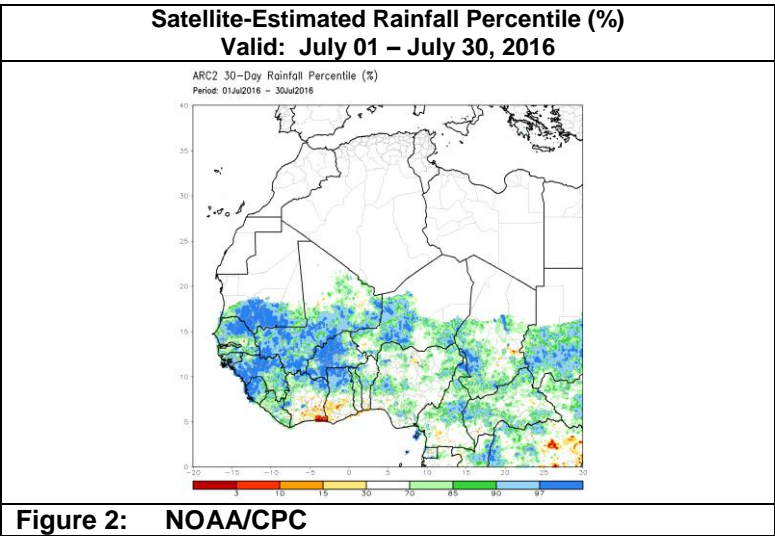 Satellite-Estimated Rainfall Percentile (%)
Valid: July 01 – July 30, 2016
ARC2 30-Day Rainfall Percentile (%)
Period: 01Jul2016 - 30Jul2016
40
35
30
25
20
15
10
5
0
-20 -15 -10 -5 0 5 10 15 20 25 30
3 10 15 30 70 85 90 97
Figure 2: NOAA/CPC